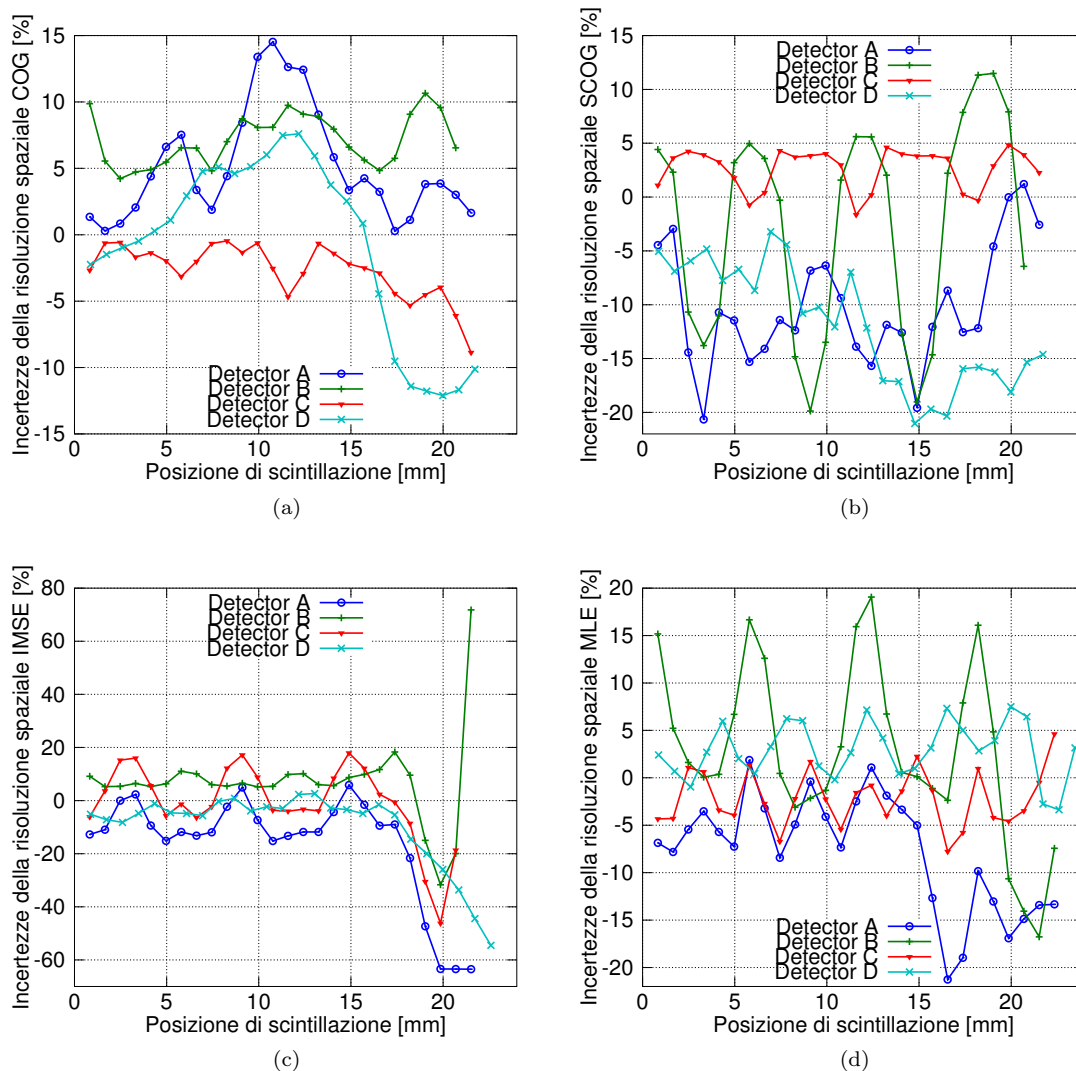 Incertezze della risoluzione spaziale COG [%]
15
10
5
0
-5
-10
-15
0 5 10 15 20
Posizione di scintillazione [mm]
Detector A
Detector B
Detector C
Detector D
(a)
Incertezze della risoluzione spaziale SCOG [%]
15
10
5
0
-5
-10
-15
-20
0 5 10 15 20
Posizione di scintillazione [mm]
Detector A
Detector B
Detector C
Detector D
(b)
Incertezze della risoluzione spaziale IMSE [%]
80
60
40
20
0
-20
-40
-60
0 5 10 15 20
Posizione di scintillazione [mm]
Detector A
Detector B
Detector C
Detector D
(c)
Incertezze della risoluzione spaziale MLE [%]
20
15
10
5
0
-5
-10
-15
-20
0 5 10 15 20
Posizione di scintillazione [mm]
Detector A
Detector B
Detector C
Detector D
(d)